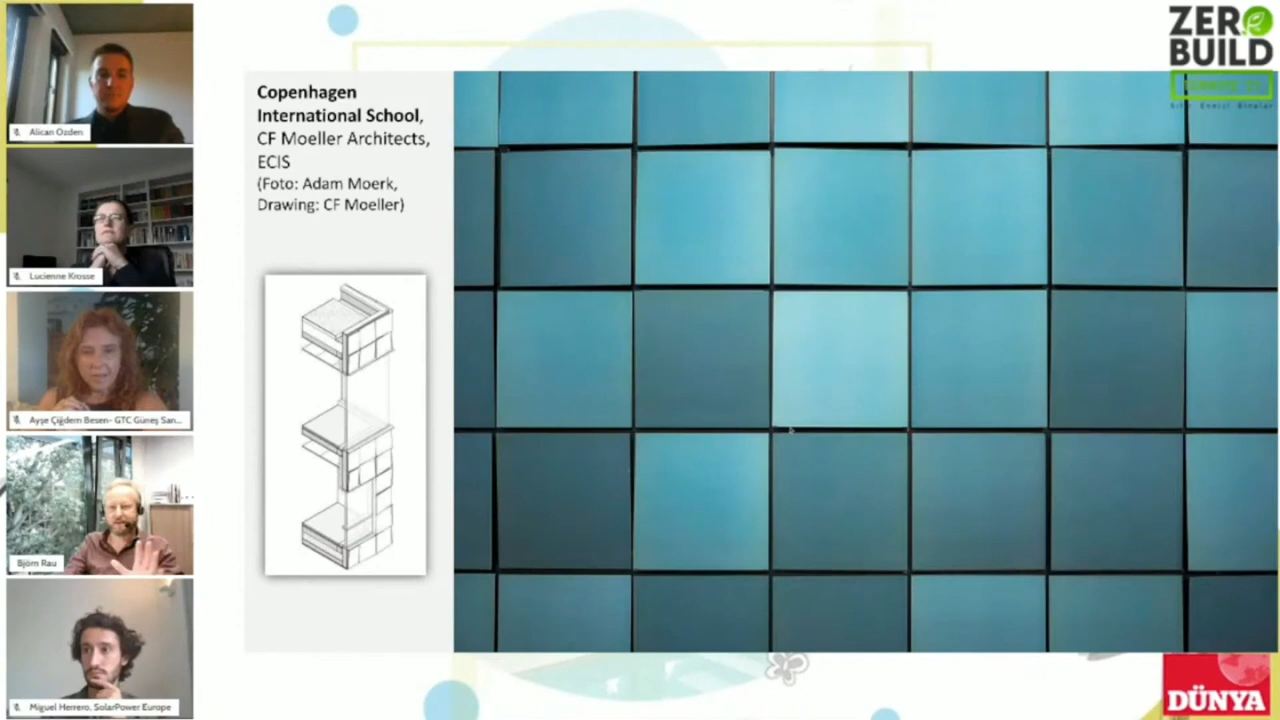 Alican Ozden
Lucienne Krosse
Ayşe Çiğdem Besen- GTC Güneş San...
Björn Rau
Miguel Herrero, SolarPower Europe
Copenhagen
International School,
CF Moeller Architects,
ECIS
(Foto: Adam Moerk,
Drawing: CF Moeller)
ZERO
BUILD
DÜNYA